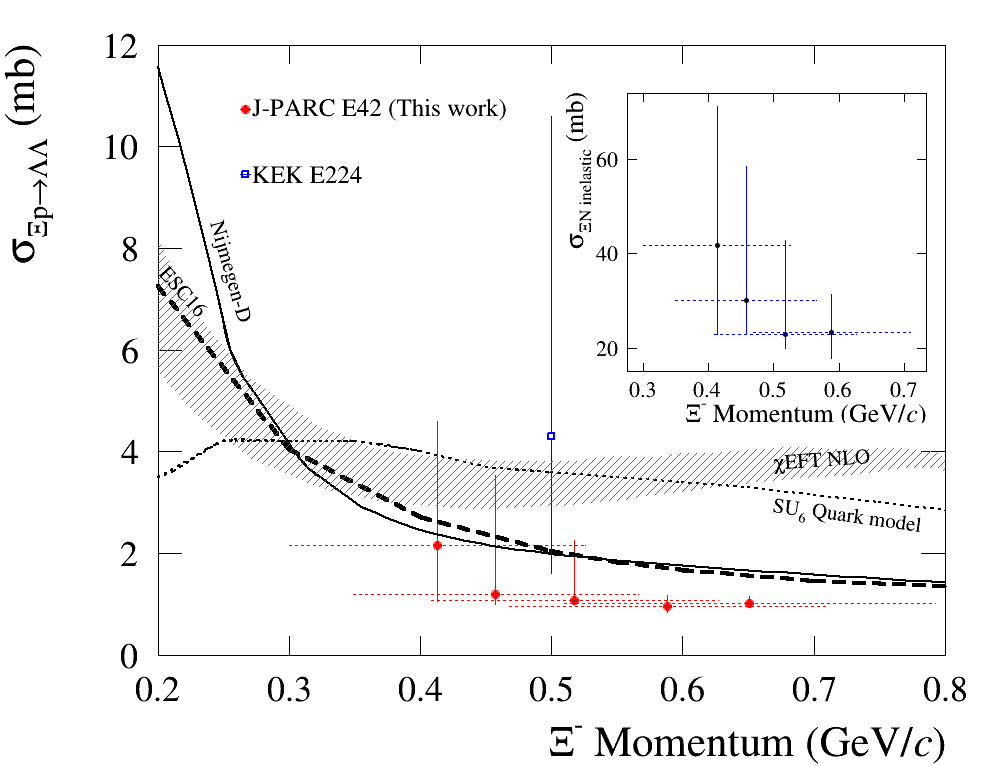 σΞp→ΛΛ (mb)
12
10
8
6
4
2
0
0.2 0.3 0.4 0.5 0.6 0.7 0.8
Ξ- Momentum (GeV/c)
J-PARC E42 (This work)
KEK E224
Nijmegen-D
ESC16
χEFT NLO
SU6 Quark model
σΞN inelastic (mb)
60
40
20
0.3 0.4 0.5 0.6 0.7
Ξ- Momentum (GeV/c)